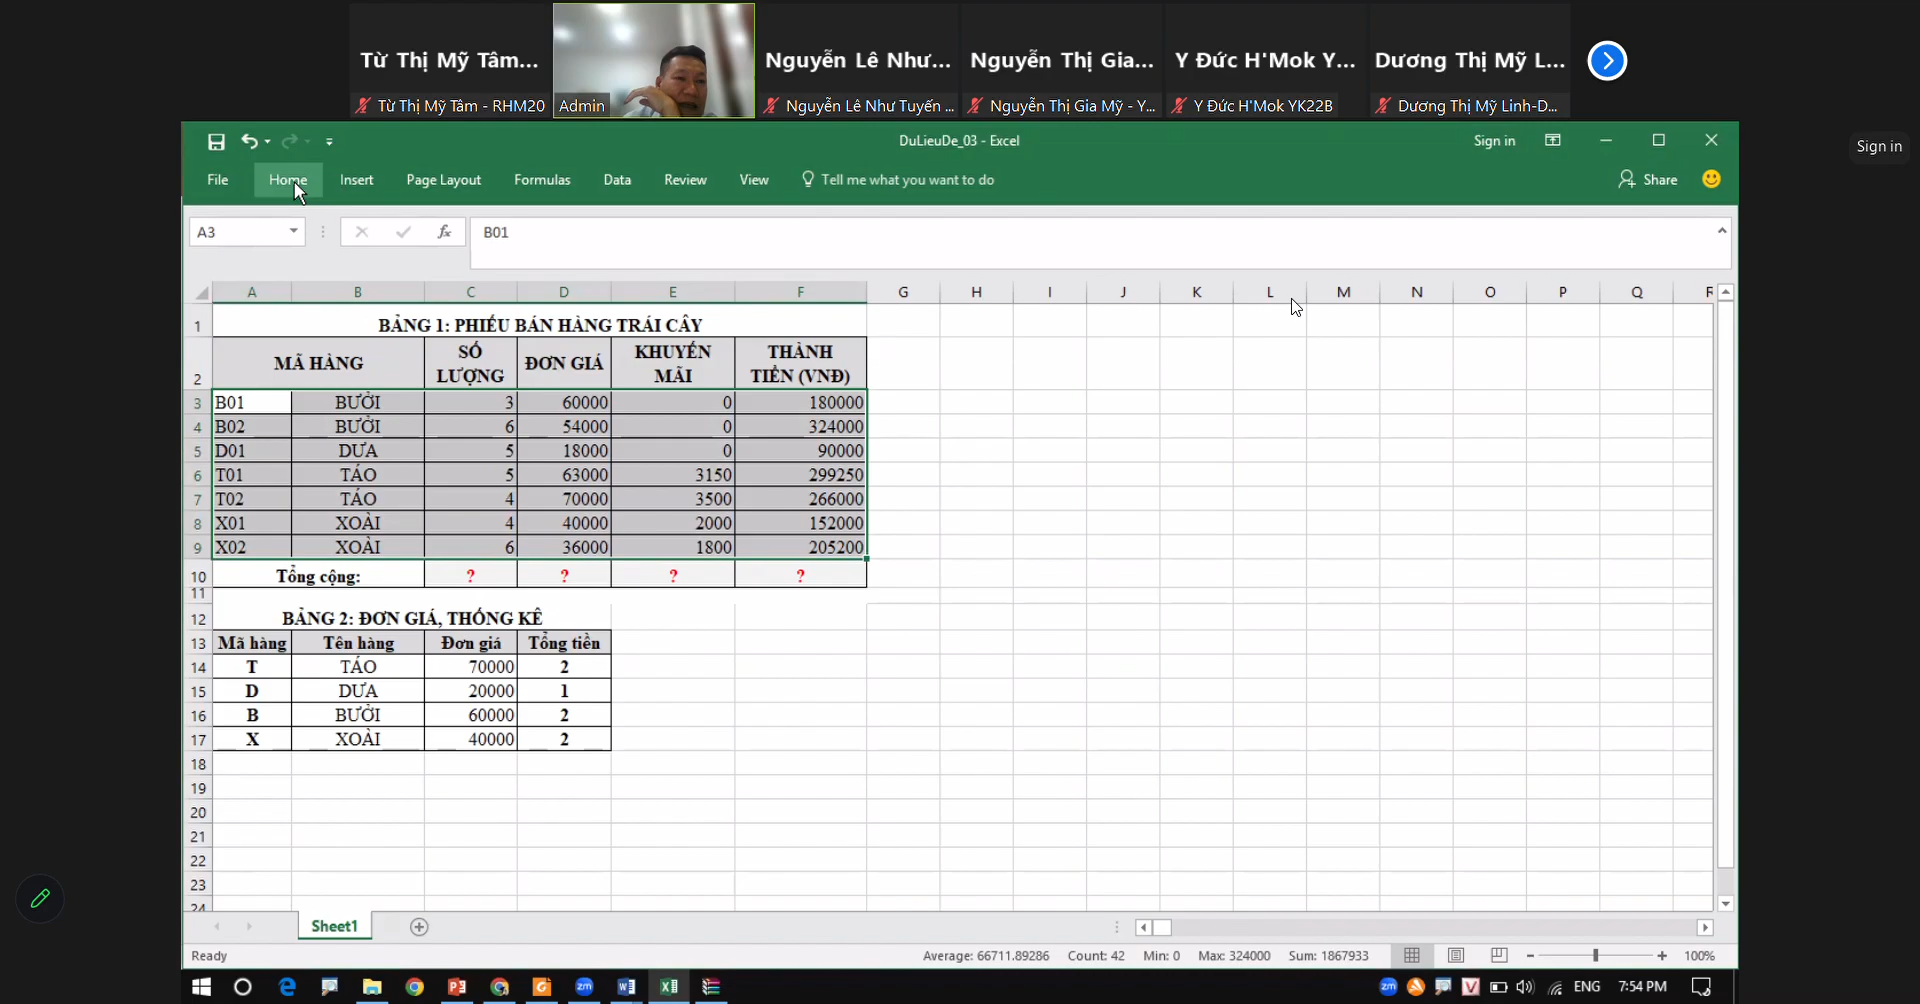 Từ Thị Mỹ Tâm...
Nguyễn Lê Như...
Nguyễn Thị Gia...
Y Đức H'Mok Y...
Dương Thị Mỹ L...
Từ Thị Mỹ Tâm - RHM20
Admin
Nguyễn Lê Như Tuyến ...
Nguyễn Thị Gia Mỹ - Y...
Y Đức H'Mok YK22B
Dương Thị Mỹ Linh-D...
DuLieuDe_03 - Excel
Sign in
Sign in
File Home Insert Page Layout Formulas Data Review View Tell me what you want to do Share
A3 fx B01
A B C D E F G H I J K L M N O P Q R
1 BẢNG 1: PHIẾU BÁN HÀNG TRÁI CÂY
2 MÃ HÀNG SỐ LƯỢNG ĐƠN GIÁ KHUYẾN MÃI THÀNH TIỀN (VNĐ)
3 B01 BƯỞI 3 60000 0 180000
4 B02 BƯỞI 6 54000 0 324000
5 D01 DƯA 5 18000 0 90000
6 T01 TÁO 5 63000 3150 299250
7 T02 TÁO 4 70000 3500 266000
8 X01 XOÀI 4 40000 2000 152000
9 X02 XOÀI 6 36000 1800 205200
10 Tổng cộng: ? ? ? ?
11
12 BẢNG 2: ĐƠN GIÁ, THỐNG KÊ
13 Mã hàng Tên hàng Đơn giá Tổng tiền
14 T TÁO 70000 2
15 D DƯA 20000 1
16 B BƯỞI 60000 2
17 X XOÀI 40000 2
18
19
20
21
22
23
24
Sheet1
Ready Average: 66711.89286 Count: 42 Min: 0 Max: 324000 Sum: 1867933 100%
zm zm V ENG 7:54 PM